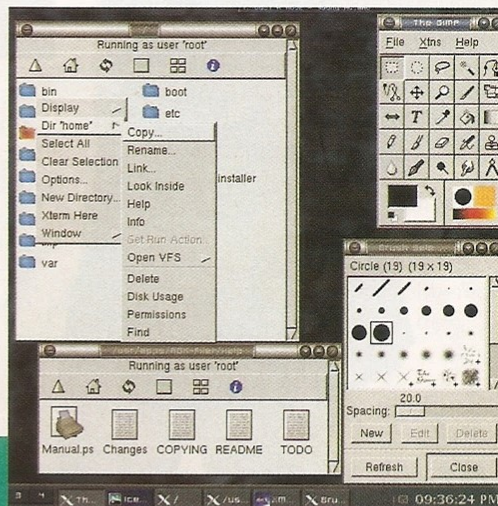 Running as user 'root'
bin
boot
etc
installer
var
Display
Dir "home"
Select All
Clear Selection
Options...
New Directory...
Xterm Here
Window
Copy...
Rename...
Link...
Look Inside
Help
Info
Set Run Action...
Open VFS
Delete
Disk Usage
Permissions
Find
Running as user 'root'
Manual.ps
Changes
COPYING
README
TODO
The GIMP
File Xtns Help
Circle (19) (19 x 19)
20.0
Spacing:
New Edit Delete
Refresh Close
X /
09:36:24 PM